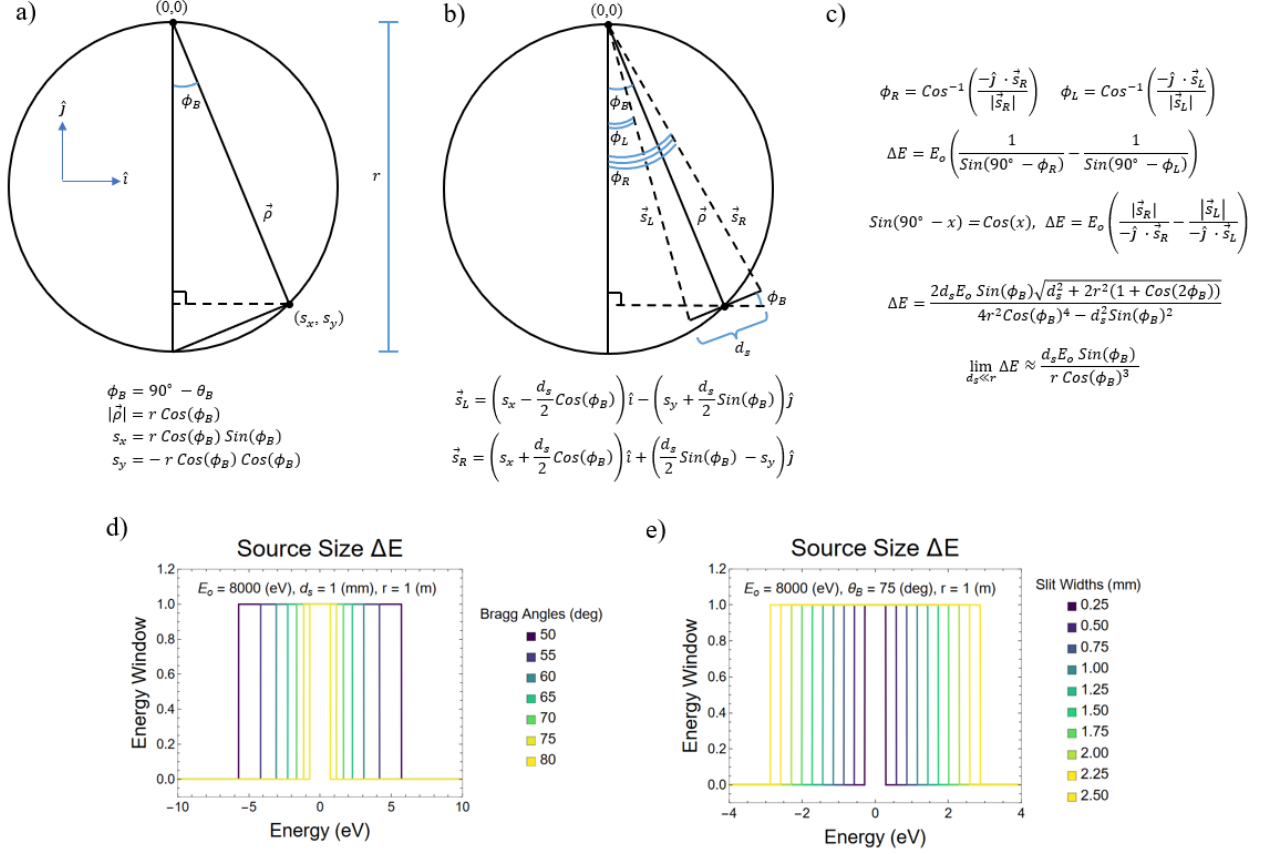 a)
(0,0)
ϕ_B
ĵ
î
ρ⃗
r
(s_x, s_y)
ϕ_B = 90° − θ_B
|ρ⃗| = r Cos(ϕ_B)
s_x = r Cos(ϕ_B) Sin(ϕ_B)
s_y = −r Cos(ϕ_B) Cos(ϕ_B)
b)
(0,0)
ϕ_B
ϕ_L
ϕ_R
s⃗_L
ρ⃗
s⃗_R
ϕ_B
d_s
s⃗_L = (s_x − d_s/2 Cos(ϕ_B)) î − (s_y + d_s/2 Sin(ϕ_B)) ĵ
s⃗_R = (s_x + d_s/2 Cos(ϕ_B)) î + (d_s/2 Sin(ϕ_B) − s_y) ĵ
c)
ϕ_R = Cos⁻¹(−ĵ · s⃗_R / |s⃗_R|) ϕ_L = Cos⁻¹(−ĵ · s⃗_L / |s⃗_L|)
ΔE = E_o (1 / Sin(90° − ϕ_R) − 1 / Sin(90° − ϕ_L))
Sin(90° − x) = Cos(x), ΔE = E_o (|s⃗_R| / −ĵ · s⃗_R − |s⃗_L| / −ĵ · s⃗_L)
ΔE = 2d_s E_o Sin(ϕ_B) √(d_s² + 2r²(1 + Cos(2ϕ_B))) / 4r² Cos(ϕ_B)⁴ − d_s² Sin(ϕ_B)²
lim d_s≪r ΔE ≈ d_s E_o Sin(ϕ_B) / r Cos(ϕ_B)³
d)
Source Size ΔE
E_o = 8000 (eV), d_s = 1 (mm), r = 1 (m)
Energy Window
1.2
1.0
0.8
0.6
0.4
0.2
0.0
−10
−5
0
5
10
Energy (eV)
Bragg Angles (deg)
50
55
60
65
70
75
80
e)
Source Size ΔE
E_o = 8000 (eV), θ_B = 75 (deg), r = 1 (m)
Energy Window
1.2
1.0
0.8
0.6
0.4
0.2
0.0
−4
−2
0
2
4
Energy (eV)
Slit Widths (mm)
0.25
0.50
0.75
1.00
1.25
1.50
1.75
2.00
2.25
2.50